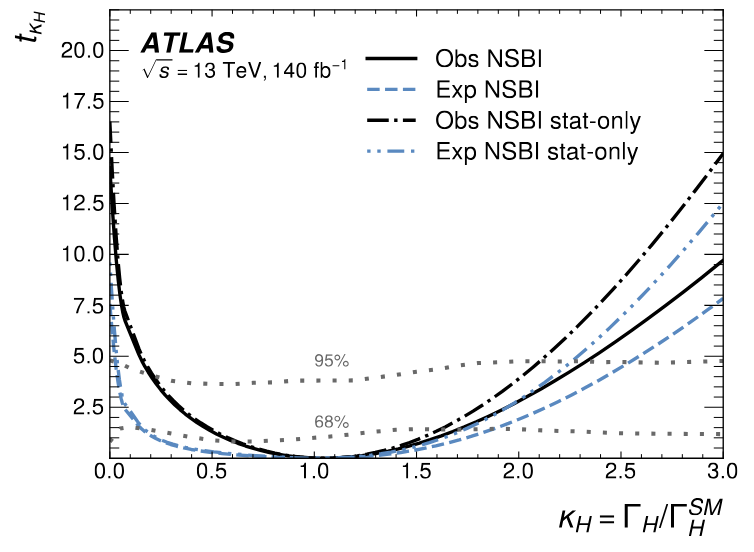 t_{κ_H}
20.0
17.5
15.0
12.5
10.0
7.5
5.0
2.5
ATLAS
√s = 13 TeV, 140 fb⁻¹
Obs NSBI
Exp NSBI
Obs NSBI stat-only
Exp NSBI stat-only
95%
68%
0.0 0.5 1.0 1.5 2.0 2.5 3.0
κ_H = Γ_H/Γ_H^{SM}